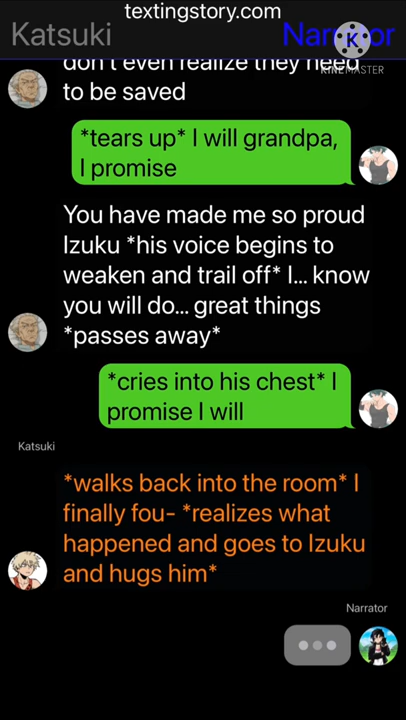 textingstory.com
Katsuki
Narrator
K
KINEMASTER
don't even realize they need
to be saved
*tears up* I will grandpa,
I promise
You have made me so proud
Izuku *his voice begins to
weaken and trail off* I... know
you will do... great things
*passes away*
*cries into his chest* I
promise I will
Katsuki
*walks back into the room* I
finally fou- *realizes what
happened and goes to Izuku
and hugs him*
Narrator